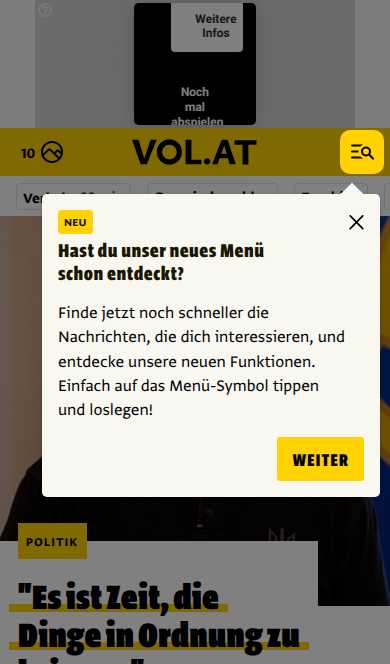 Weitere
Infos
Noch
mal
abspielen
10
VOL.AT
NEU
Hast du unser neues Menü
schon entdeckt?
Finde jetzt noch schneller die
Nachrichten, die dich interessieren, und
entdecke unsere neuen Funktionen.
Einfach auf das Menü-Symbol tippen
und loslegen!
WEITER
POLITIK
"Es ist Zeit, die
Dinge in Ordnung zu